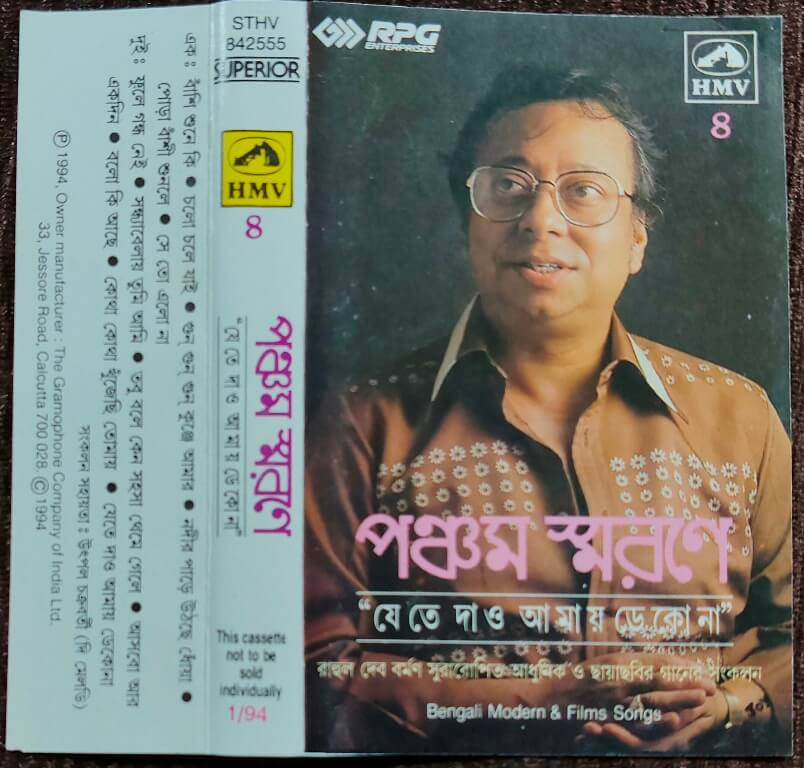 একঃ বাঁশি শুনে কি • চলো চলে যাই • গুন্ গুন্ গুন্ কুঞ্জে আমার • নদীর পাড়ে উঠছে ধোঁয়া •
পোড়া বাঁশী শুনলে • সে তো এলো না
দুইঃ ফুলে গন্ধ নেই • সন্ধ্যাবেলায় তুমি আমি • তবু বলে কেন সহসা থেমে গেলে • আসবো আর
একদিন • বলো কি আছে • কোথা কোথা খুঁজেছি তোমায় • যেতে দাও আমায় ডেকোনা
সংকলন সহায়তাঃ উৎপল চক্রবর্তী (দি মেলডি)
Ⓟ 1994, Owner manufacturer : The Gramophone Company of India Ltd.
33, Jessore Road, Calcutta 700 028. © 1994
STHV
842555
SUPERIOR
HMV
৪
পঞ্চম স্মরণে
“যেতে দাও আমায় ডেকোনা”
This cassette
not to be
sold
individually
1/94
RPG
ENTERPRISES
HMV
৪
পঞ্চম স্মরণে
“যেতে দাও আমায় ডেকোনা”
রাহুল দেব বর্মণ সুরারোপিত আধুনিক ও ছায়াছবির গানের সংকলন
Bengali Modern & Films Songs